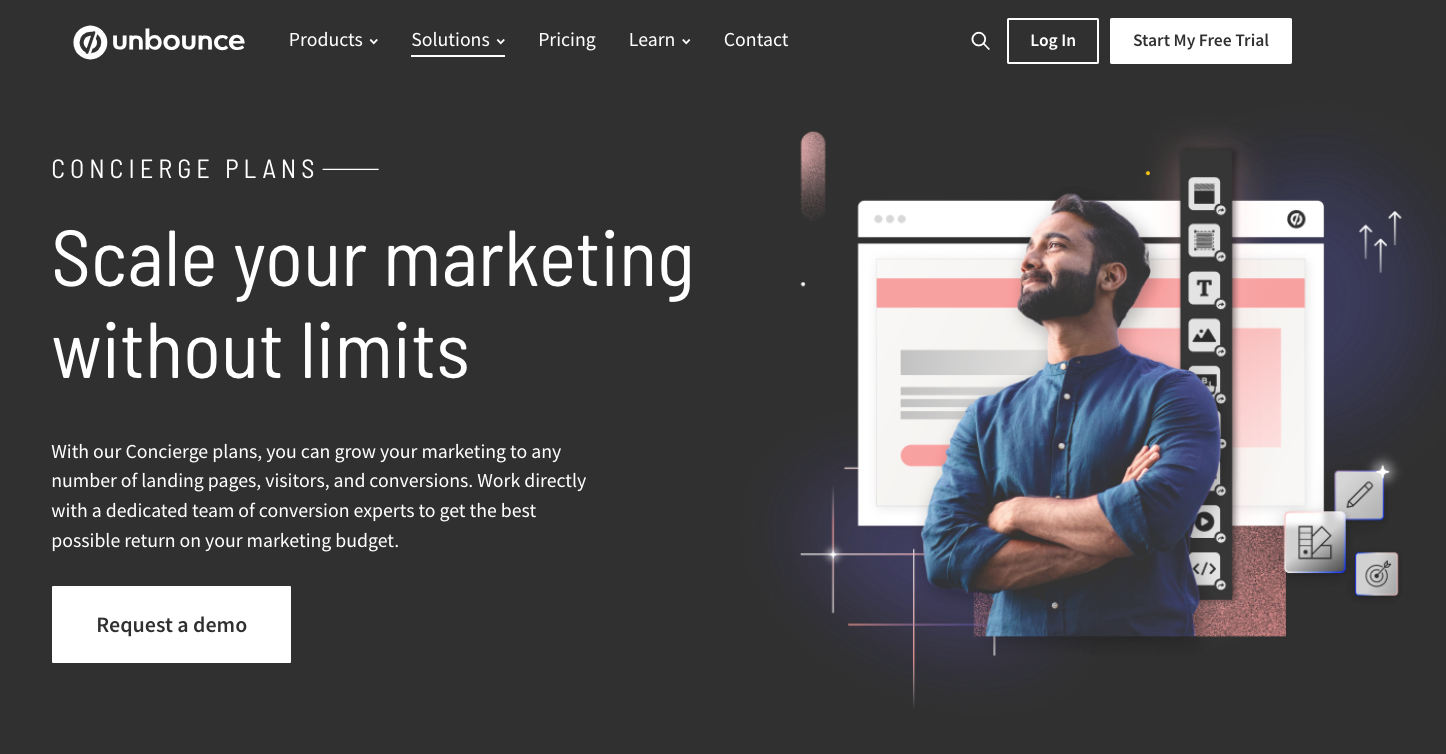 unbounce
Products
Solutions
Pricing
Learn
Contact
Log In
Start My Free Trial
CONCIERGE PLANS
Scale your marketing
without limits
With our Concierge plans, you can grow your marketing to any
number of landing pages, visitors, and conversions. Work directly
with a dedicated team of conversion experts to get the best
possible return on your marketing budget.
Request a demo
T
</>